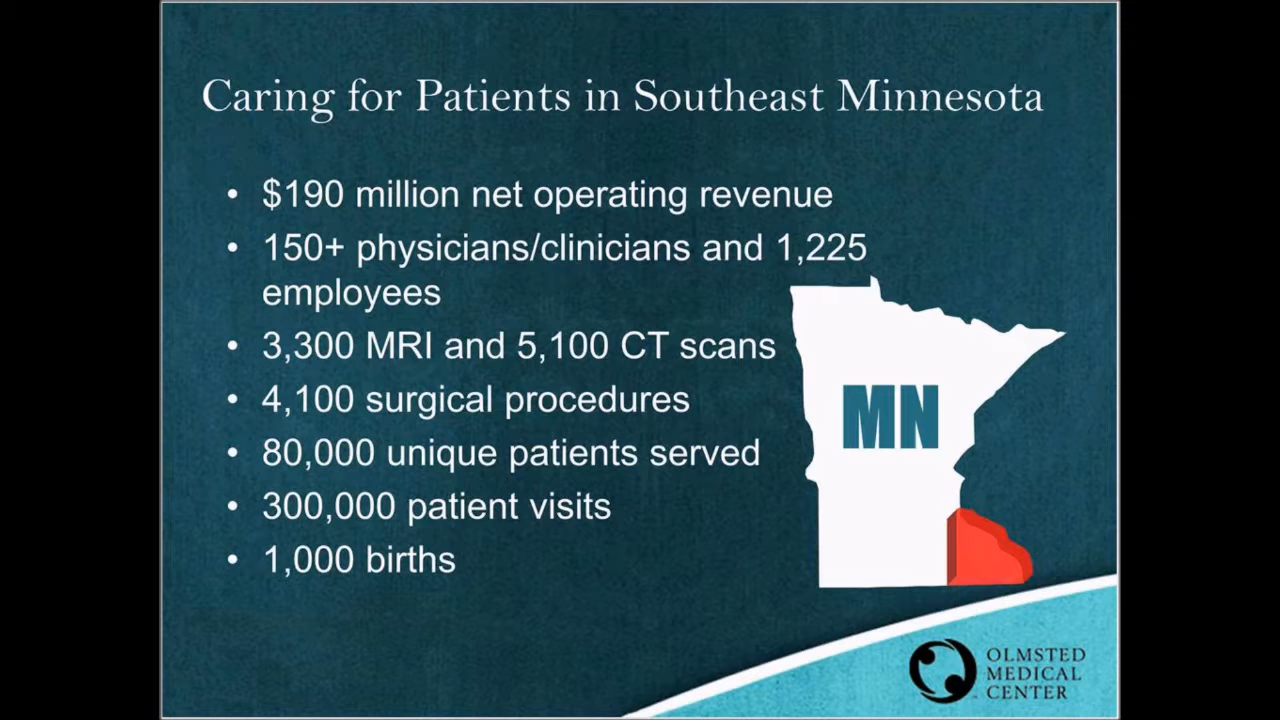 Caring for Patients in Southeast Minnesota
• $190 million net operating revenue
• 150+ physicians/clinicians and 1,225
employees
• 3,300 MRI and 5,100 CT scans
• 4,100 surgical procedures
• 80,000 unique patients served
• 300,000 patient visits
• 1,000 births
MN
OLMSTED
MEDICAL
CENTER